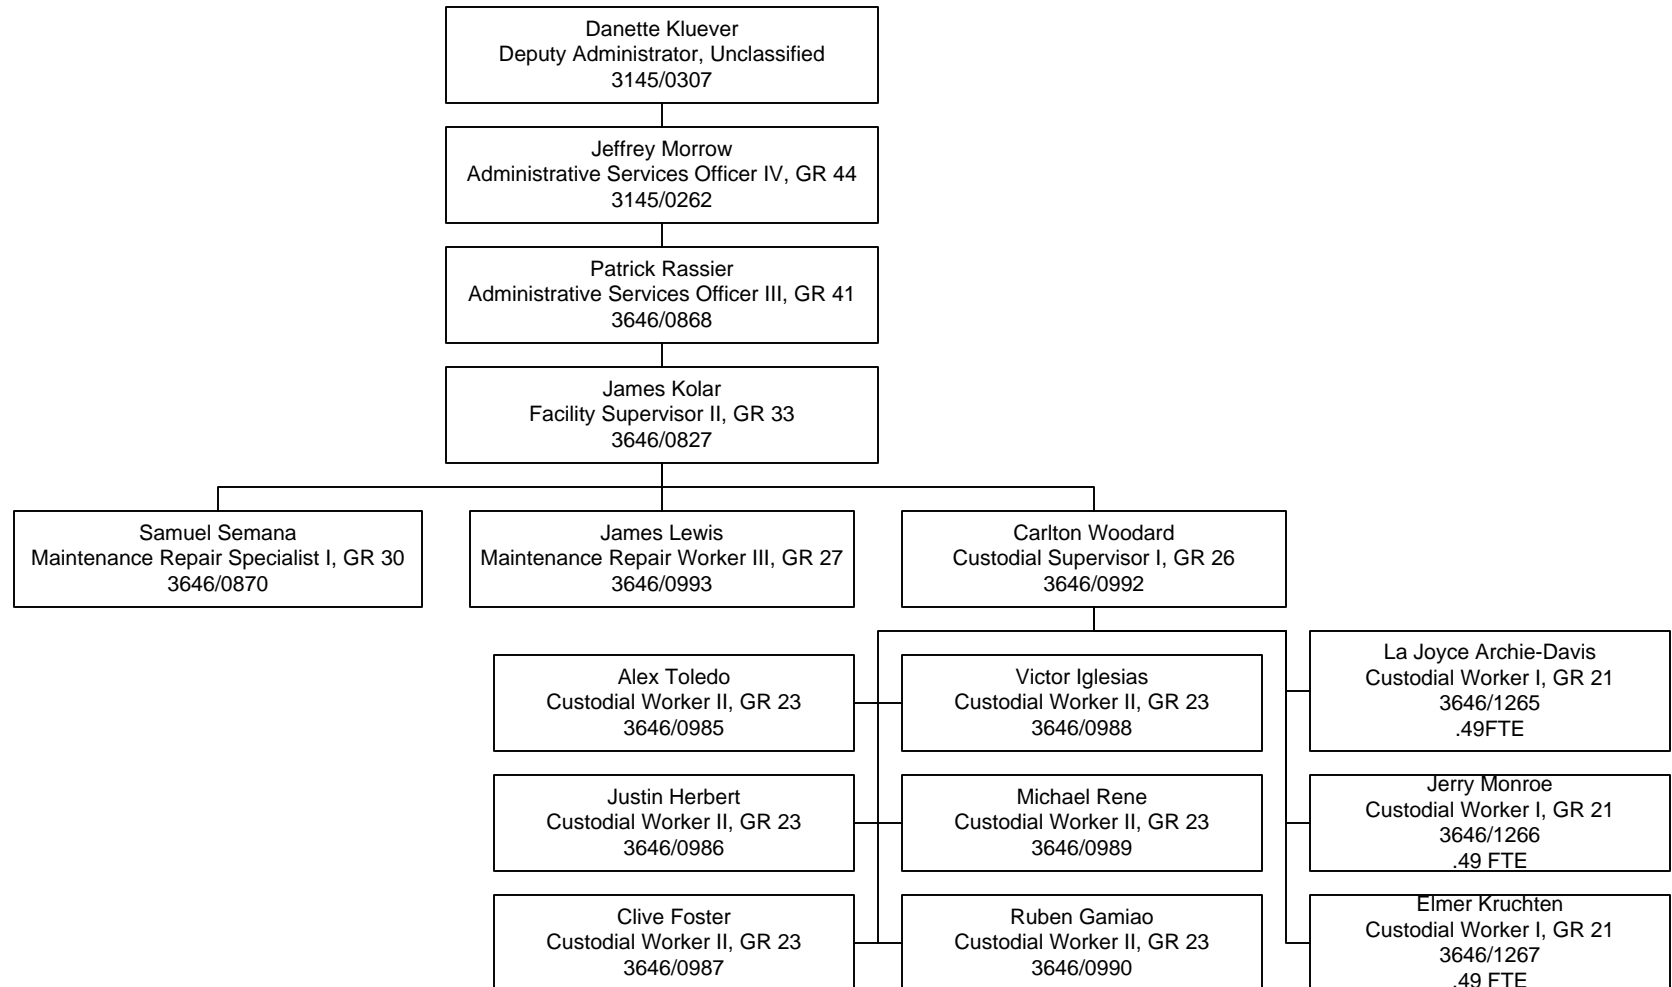 Danette Kluever
Deputy Administrator, Unclassified
3145/0307
Jeffrey Morrow
Administrative Services Officer IV, GR 44
3145/0262
Patrick Rassier
Administrative Services Officer III, GR 41
3646/0868
James Kolar
Facility Supervisor II, GR 33
3646/0827
Samuel Semana
Maintenance Repair Specialist I, GR 30
3646/0870
James Lewis
Maintenance Repair Worker III, GR 27
3646/0993
Carlton Woodard
Custodial Supervisor I, GR 26
3646/0992
Alex Toledo
Custodial Worker II, GR 23
3646/0985
Victor Iglesias
Custodial Worker II, GR 23
3646/0988
La Joyce Archie-Davis
Custodial Worker I, GR 21
3646/1265
.49FTE
Justin Herbert
Custodial Worker II, GR 23
3646/0986
Michael Rene
Custodial Worker II, GR 23
3646/0989
Jerry Monroe
Custodial Worker I, GR 21
3646/1266
.49 FTE
Clive Foster
Custodial Worker II, GR 23
3646/0987
Ruben Gamiao
Custodial Worker II, GR 23
3646/0990
Elmer Kruchten
Custodial Worker I, GR 21
3646/1267
.49 FTE